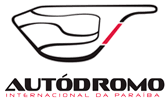 AUTÓDROMO
INTERNACIONAL DA PARAÍBA